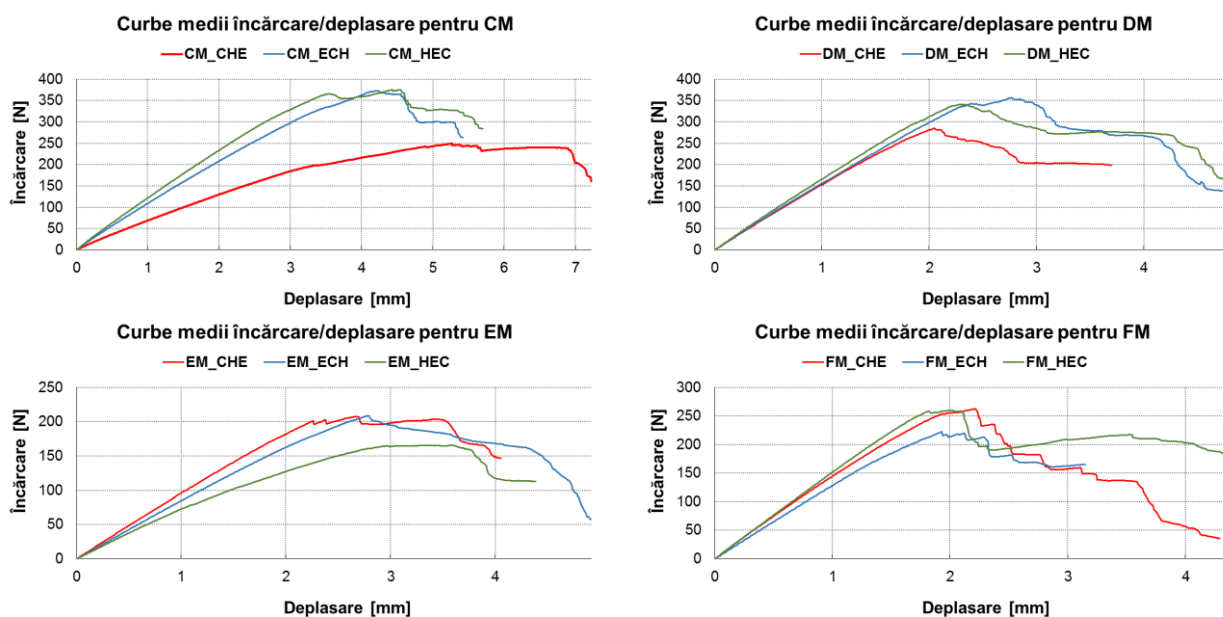 Curbe medii încărcare/deplasare pentru CM
CM_CHE CM_ECH CM_HEC
Încărcare [N]
400
350
300
250
200
150
100
50
0
0 1 2 3 4 5 6 7
Deplasare [mm]
Curbe medii încărcare/deplasare pentru DM
DM_CHE DM_ECH DM_HEC
Încărcare [N]
400
350
300
250
200
150
100
50
0
0 1 2 3 4
Deplasare [mm]
Curbe medii încărcare/deplasare pentru EM
EM_CHE EM_ECH EM_HEC
Încărcare [N]
250
200
150
100
50
0
0 1 2 3 4
Deplasare [mm]
Curbe medii încărcare/deplasare pentru FM
FM_CHE FM_ECH FM_HEC
Încărcare [N]
300
250
200
150
100
50
0
0 1 2 3 4
Deplasare [mm]